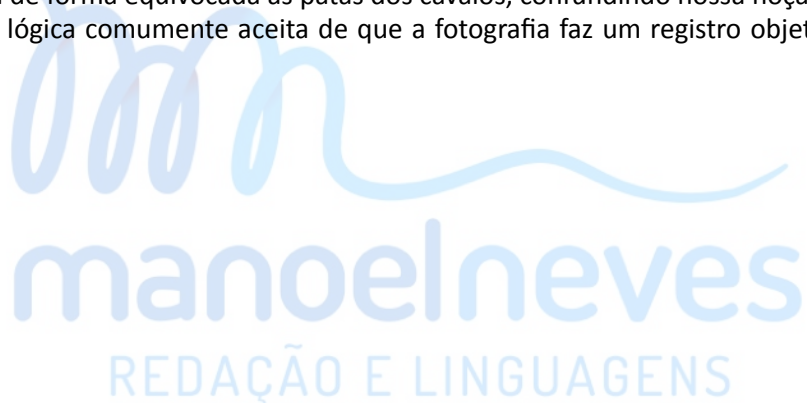 de forma equivocada as patas dos cavalos, confundindo nossa noçã
lógica comumente aceita de que a fotografia faz um registro objet
manoelneves
REDAÇÃO E LINGUAGENS